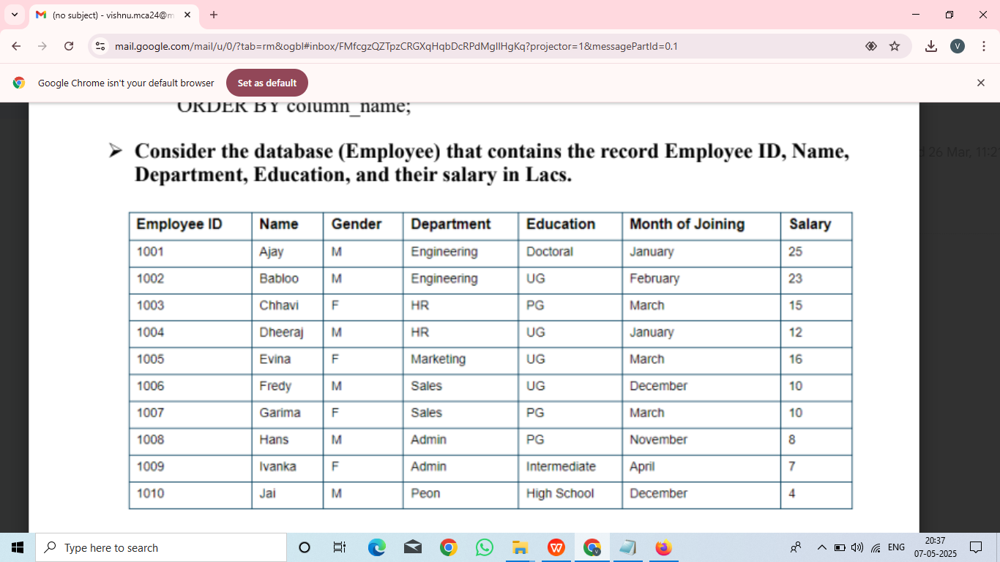 (no subject) - vishnu.mca24@m
mail.google.com/mail/u/0/?tab=rm&ogbl#inbox/FMfcgzQZTpzCRGXqHqbDcRPdMgllHgKq?projector=1&messagePartId=0.1
V
Google Chrome isn't your default browser
Set as default
ORDER BY column_name;
➢ Consider the database (Employee) that contains the record Employee ID, Name,
Department, Education, and their salary in Lacs.
26 Mar, 11:2
Employee ID Name Gender Department Education Month of Joining Salary
1001 Ajay M Engineering Doctoral January 25
1002 Babloo M Engineering UG February 23
1003 Chhavi F HR PG March 15
1004 Dheeraj M HR UG January 12
1005 Evina F Marketing UG March 16
1006 Fredy M Sales UG December 10
1007 Garima F Sales PG March 10
1008 Hans M Admin PG November 8
1009 Ivanka F Admin Intermediate April 7
1010 Jai M Peon High School December 4
Type here to search
ENG
20:37
07-05-2025